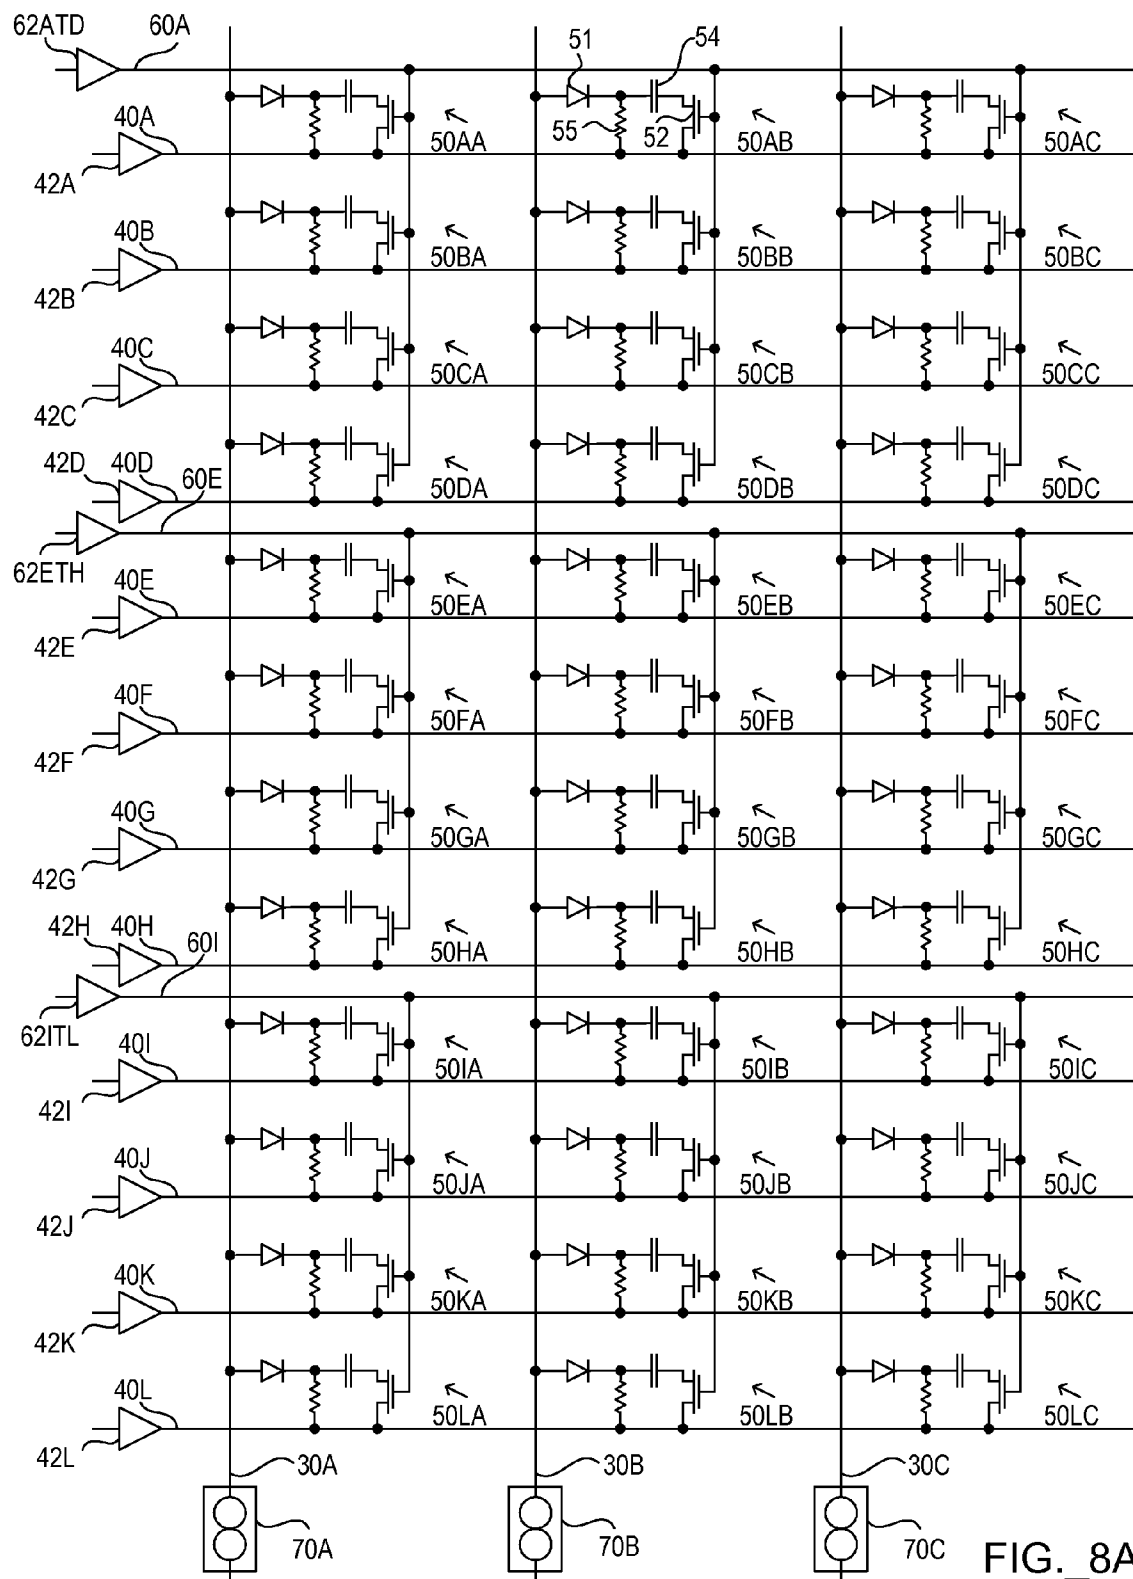 62ATD 60A 51 54
40A 55 52 50AA 50AB 50AC
42A
40B 50BA 50BB 50BC
42B
40C 50CA 50CB 50CC
42C
42D 40D 60E 50DA 50DB 50DC
62ETH
40E 50EA 50EB 50EC
42E
40F 50FA 50FB 50FC
42F
40G 50GA 50GB 50GC
42G
42H 40H 60I 50HA 50HB 50HC
62ITL
40I 50IA 50IB 50IC
42I
40J 50JA 50JB 50JC
42J
40K 50KA 50KB 50KC
42K
40L 50LA 50LB 50LC
42L
30A 30B 30C
70A 70B 70C
FIG._8A